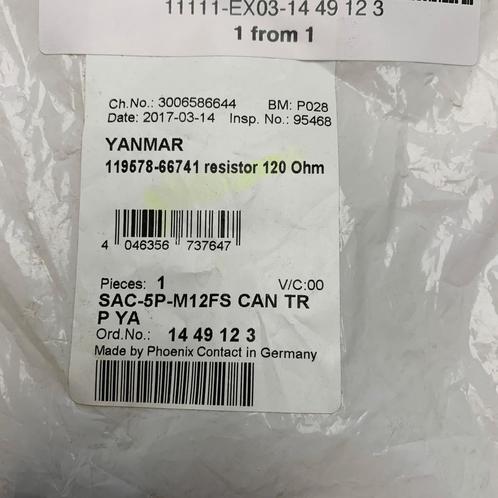 11111-EX03-14 49 12 3
1 from 1
Ch.No.: 3006586644 BM: P028
Date: 2017-03-14 Insp. No.: 95468
YANMAR
119578-66741 resistor 120 Ohm
4 046356 737647
Pieces: 1 V/C:00
SAC-5P-M12FS CAN TR
P YA
Ord.No.: 14 49 12 3
Made by Phoenix Contact in Germany